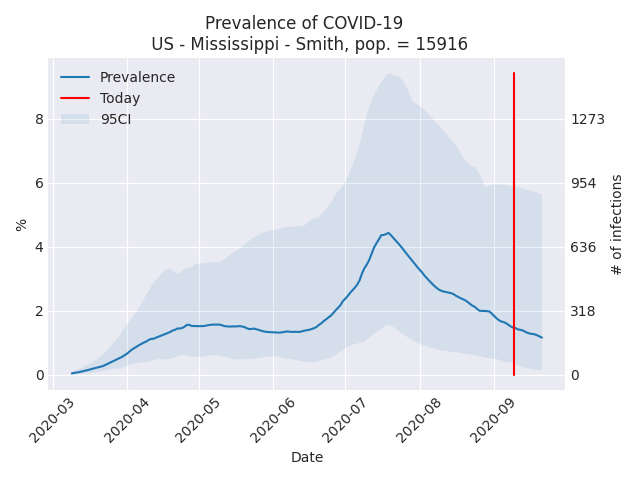 Prevalence of COVID-19
US - Mississippi - Smith, pop. = 15916
Prevalence
Today
95CI
8
6
4
2
0
%
1273
954
636
318
0
# of infections
2020-03
2020-04
2020-05
2020-06
2020-07
2020-08
2020-09
Date